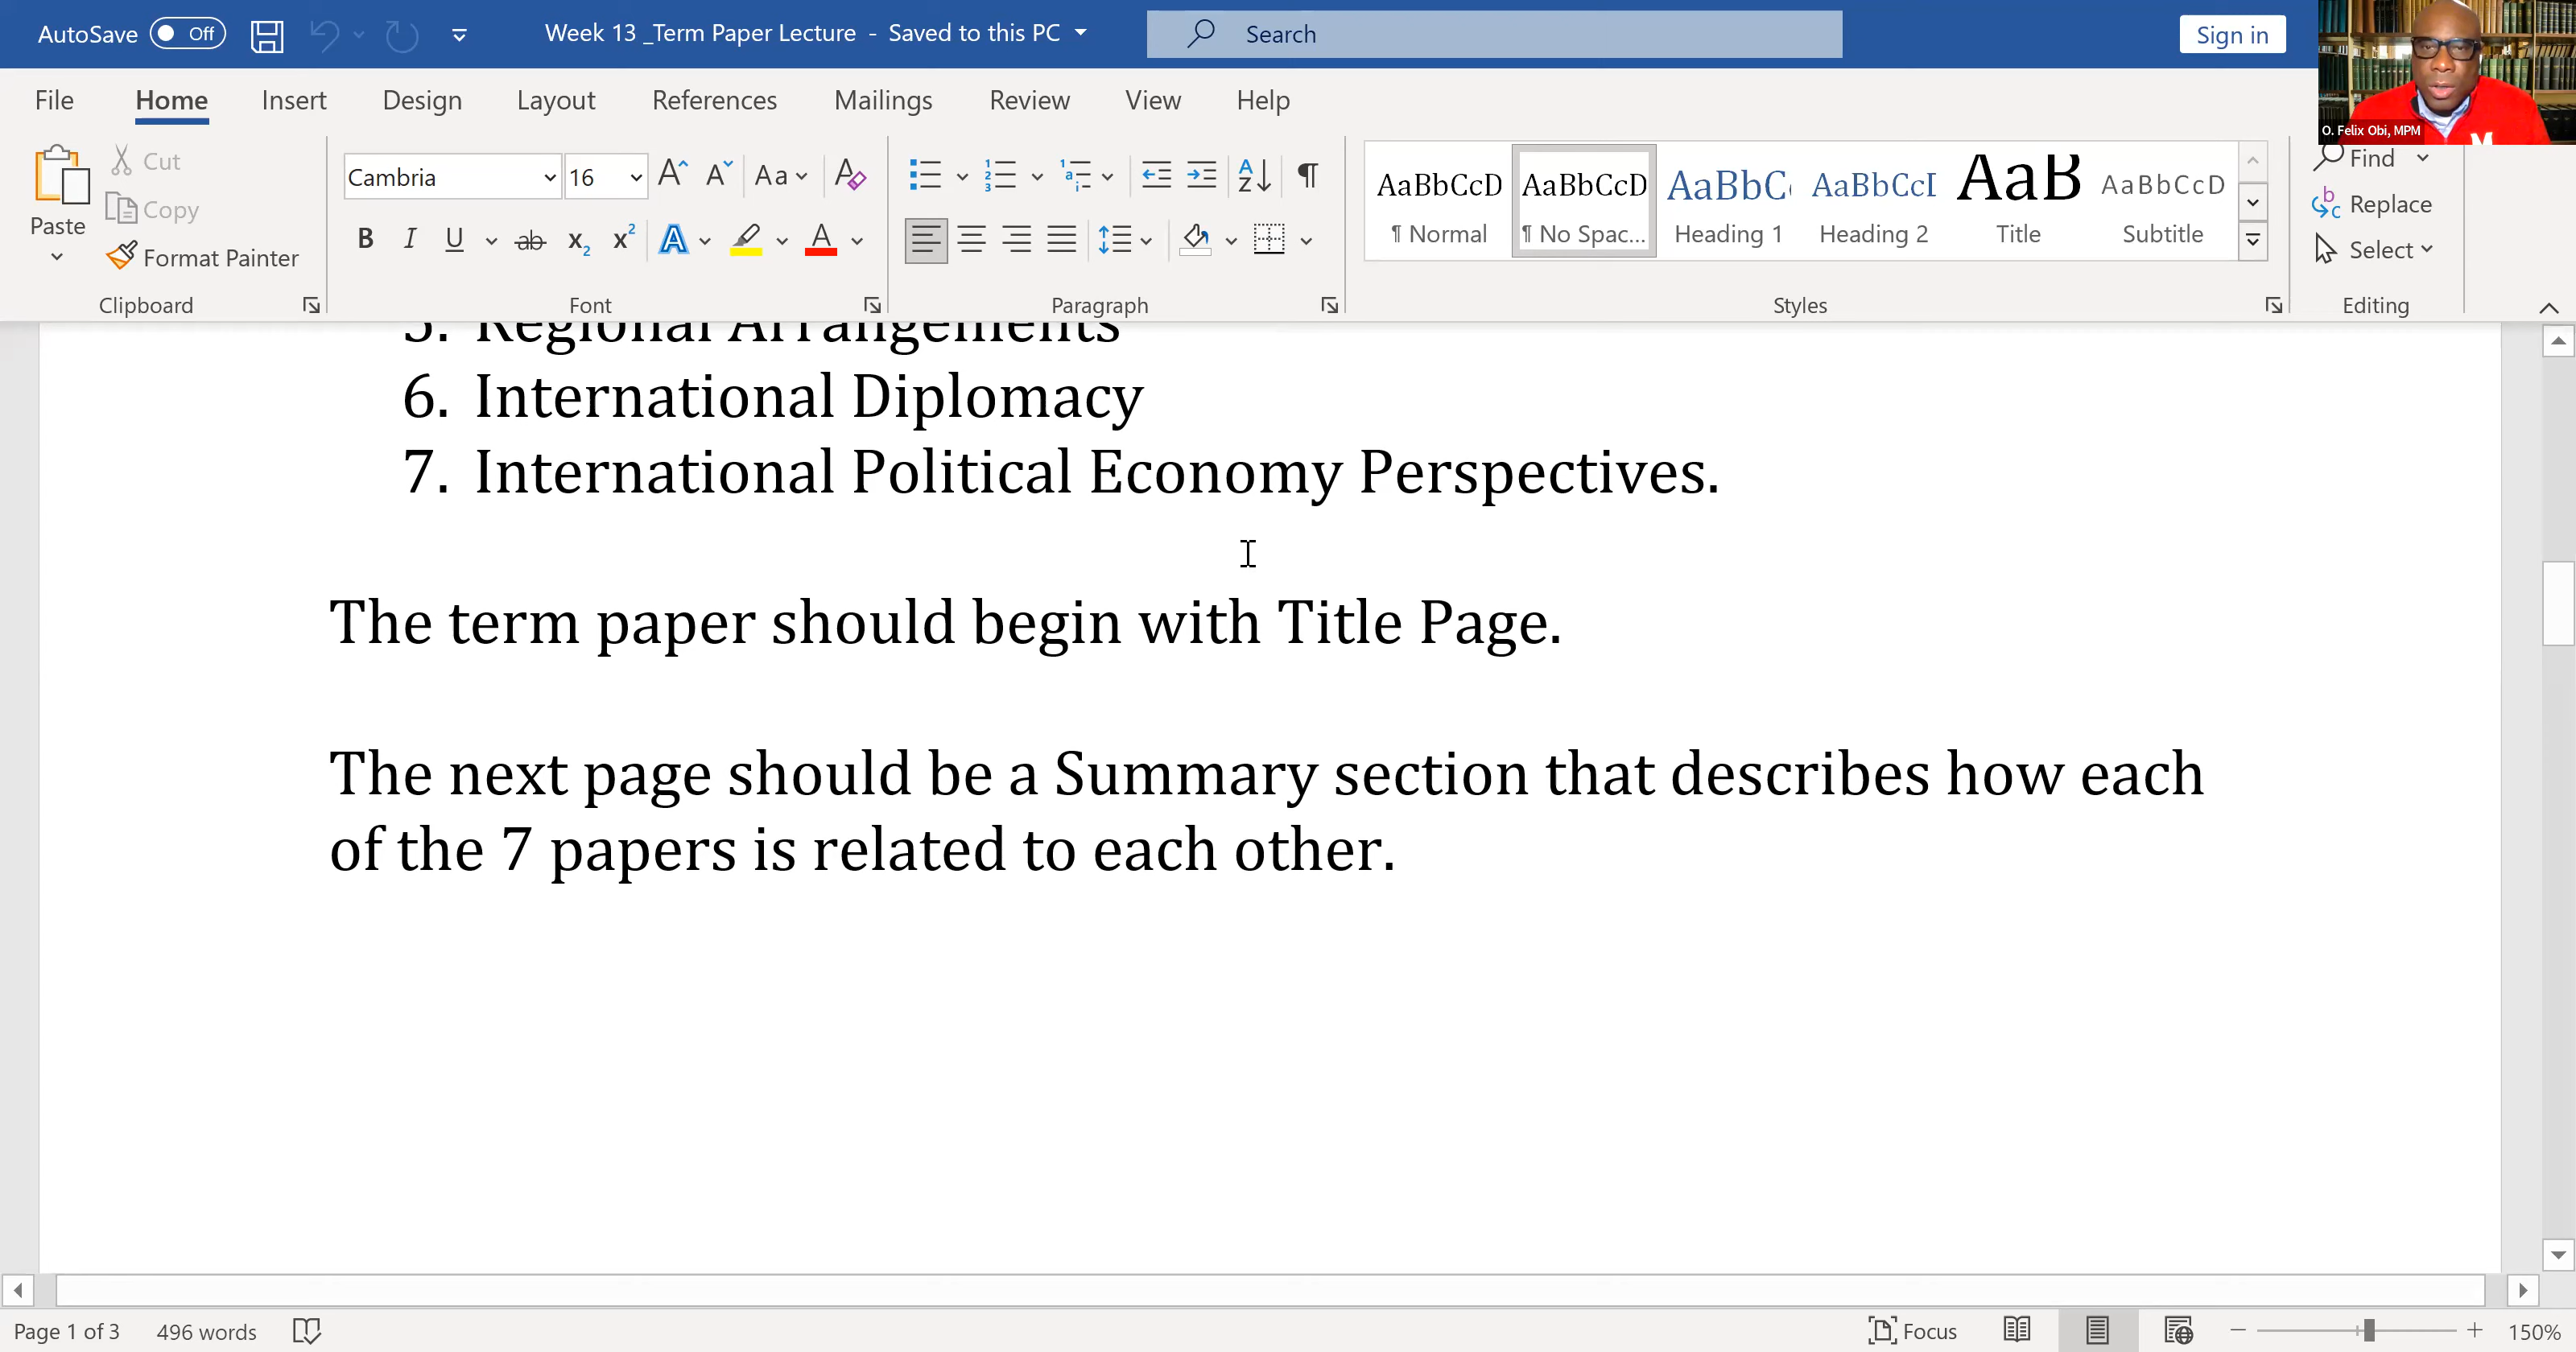 AutoSave Off Week 13 _Term Paper Lecture - Saved to this PC Search Sign in
File Home Insert Design Layout References Mailings Review View Help
O. Felix Obi, MPM
Paste
Cut
Copy
Format Painter
Clipboard
Cambria 16
Font
Paragraph
AaBbCcD AaBbCcD AaBbC AaBbCcI AaB AaBbCcD
¶ Normal ¶ No Spac... Heading 1 Heading 2 Title Subtitle
Styles
Find
Replace
Select
Editing
5. Regional Arrangements
6. International Diplomacy
7. International Political Economy Perspectives.
The term paper should begin with Title Page.
The next page should be a Summary section that describes how each
of the 7 papers is related to each other.
Page 1 of 3 496 words Focus 150%